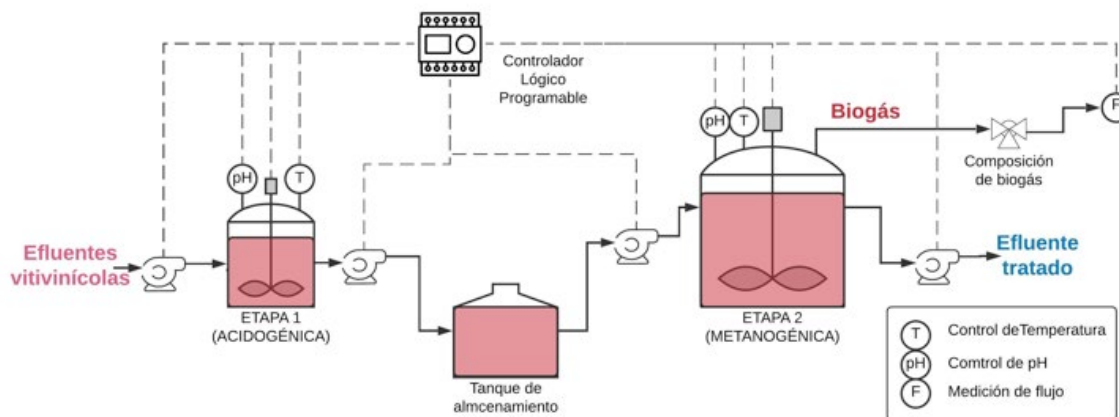 Controlador
Lógico
Programable
pH
T
pH
T
Biogás
F
Composición
de biogás
Efluentes
vitivinícolas
Efluente
tratado
ETAPA 1
(ACIDOGÉNICA)
ETAPA 2
(METANOGÉNICA)
Tanque de
almcenamiento
T Control deTemperatura
pH Comtrol de pH
F Medición de flujo